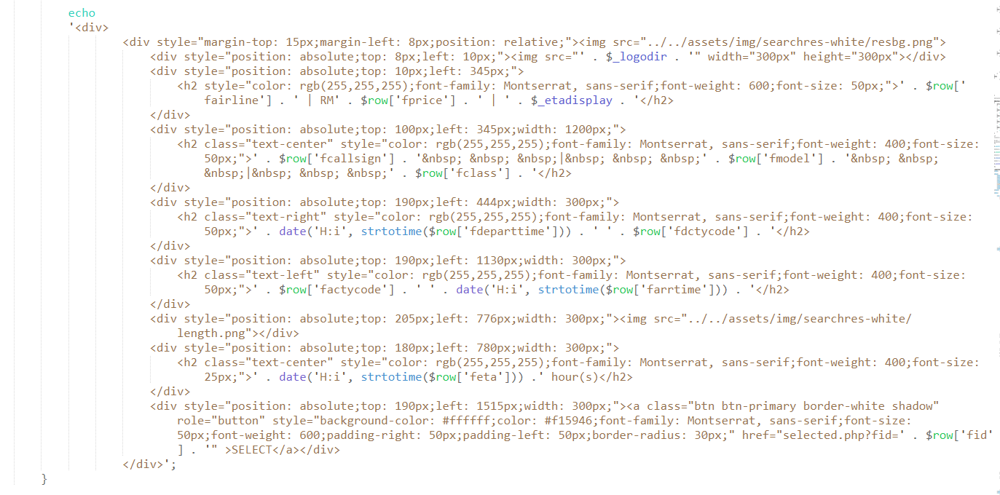 echo
'<div>
<div style="margin-top: 15px;margin-left: 8px;position: relative;"><img src="../../assets/img/searchres-white/resbg.png">
<div style="position: absolute;top: 8px;left: 10px;"><img src="' . $_logodir . '" width="300px" height="300px"></div>
<div style="position: absolute;top: 10px;left: 345px;">
<h2 style="color: rgb(255,255,255);font-family: Montserrat, sans-serif;font-weight: 600;font-size: 50px;">' . $row['
fairline'] . ' | RM' . $row['fprice'] . ' | ' . $_etadisplay . '</h2>
</div>
<div style="position: absolute;top: 100px;left: 345px;width: 1200px;">
<h2 class="text-center" style="color: rgb(255,255,255);font-family: Montserrat, sans-serif;font-weight: 400;font-size:
50px;">' . $row['fcallsign'] . '&nbsp; &nbsp; &nbsp;|&nbsp; &nbsp; &nbsp;' . $row['fmodel'] . '&nbsp; &nbsp;
&nbsp;|&nbsp; &nbsp; &nbsp;' . $row['fclass'] . '</h2>
</div>
<div style="position: absolute;top: 190px;left: 444px;width: 300px;">
<h2 class="text-right" style="color: rgb(255,255,255);font-family: Montserrat, sans-serif;font-weight: 400;font-size:
50px;">' . date('H:i', strtotime($row['fdeparttime'])) . ' ' . $row['fdctycode'] . '</h2>
</div>
<div style="position: absolute;top: 190px;left: 1130px;width: 300px;">
<h2 class="text-left" style="color: rgb(255,255,255);font-family: Montserrat, sans-serif;font-weight: 400;font-size:
50px;">' . $row['factycode'] . ' ' . date('H:i', strtotime($row['farrtime'])) . '</h2>
</div>
<div style="position: absolute;top: 205px;left: 776px;width: 300px;"><img src="../../assets/img/searchres-white/
length.png"></div>
<div style="position: absolute;top: 180px;left: 780px;width: 300px;">
<h2 class="text-center" style="color: rgb(255,255,255);font-family: Montserrat, sans-serif;font-weight: 400;font-size:
25px;">' . date('H:i', strtotime($row['feta'])) .' hour(s)</h2>
</div>
<div style="position: absolute;top: 190px;left: 1515px;width: 300px;"><a class="btn btn-primary border-white shadow"
role="button" style="background-color: #ffffff;color: #f15946;font-family: Montserrat, sans-serif;font-size:
50px;font-weight: 600;padding-right: 50px;padding-left: 50px;border-radius: 30px;" href="selected.php?fid=' . $row['fid'
] . '" >SELECT</a></div>
</div>';
}